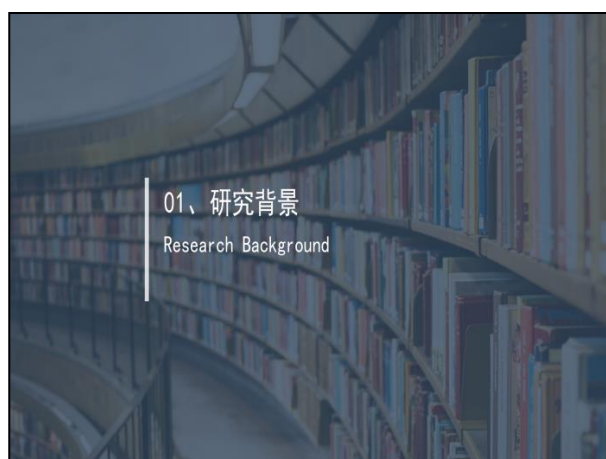 01、研究背景
Research Background